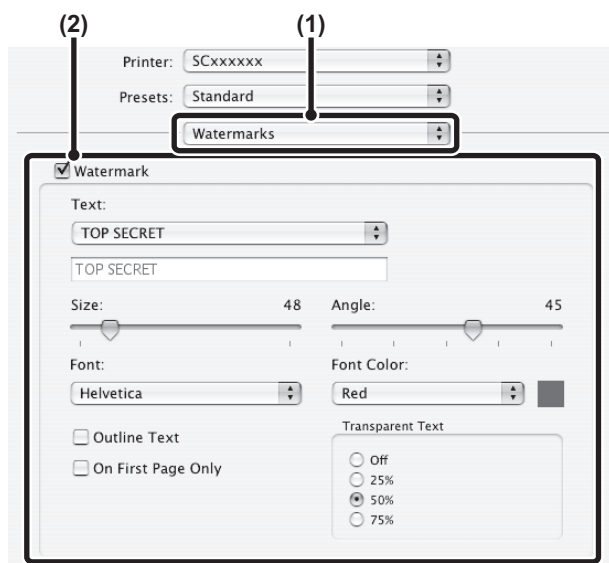 (2) (1)
Printer: SCxxxxxx
Presets: Standard
Watermarks
Watermark
Text:
TOP SECRET
TOP SECRET
Size: 48 Angle: 45
Font: Font Color:
Helvetica Red
Outline Text Transparent Text
On First Page Only Off
25%
50%
75%